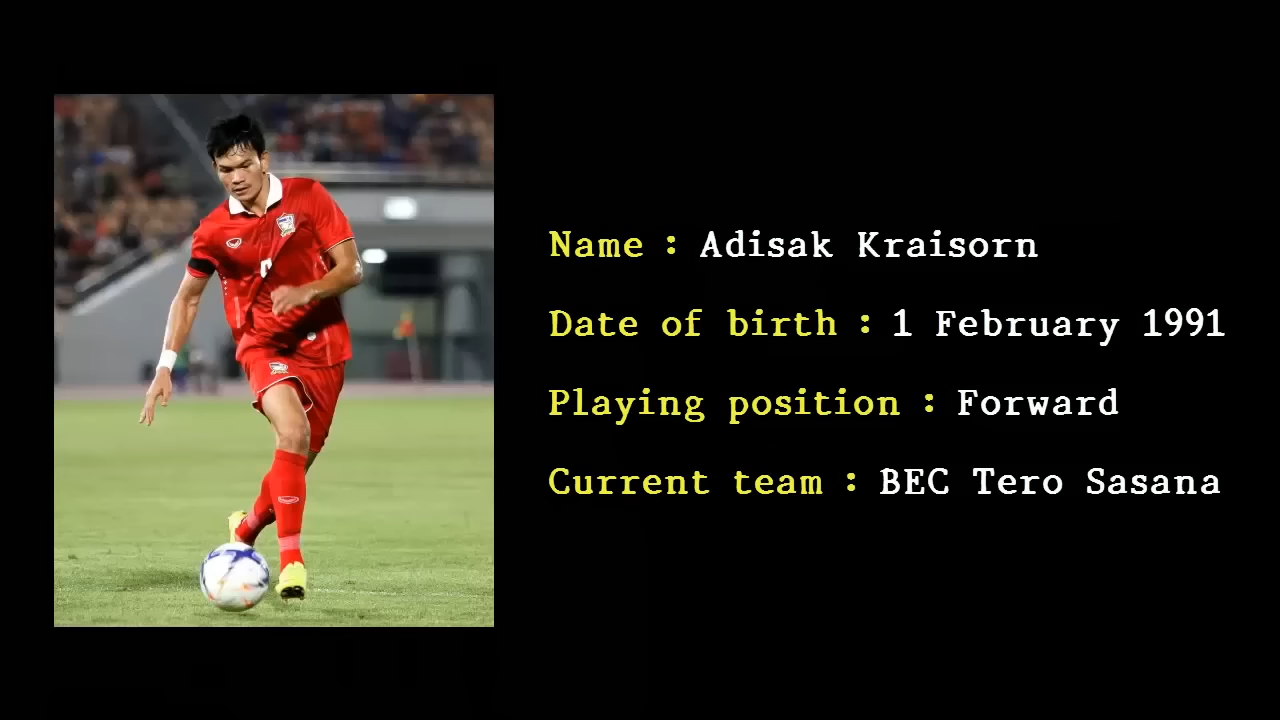 Name : Adisak Kraisorn
Date of birth : 1 February 1991
Playing position : Forward
Current team : BEC Tero Sasana